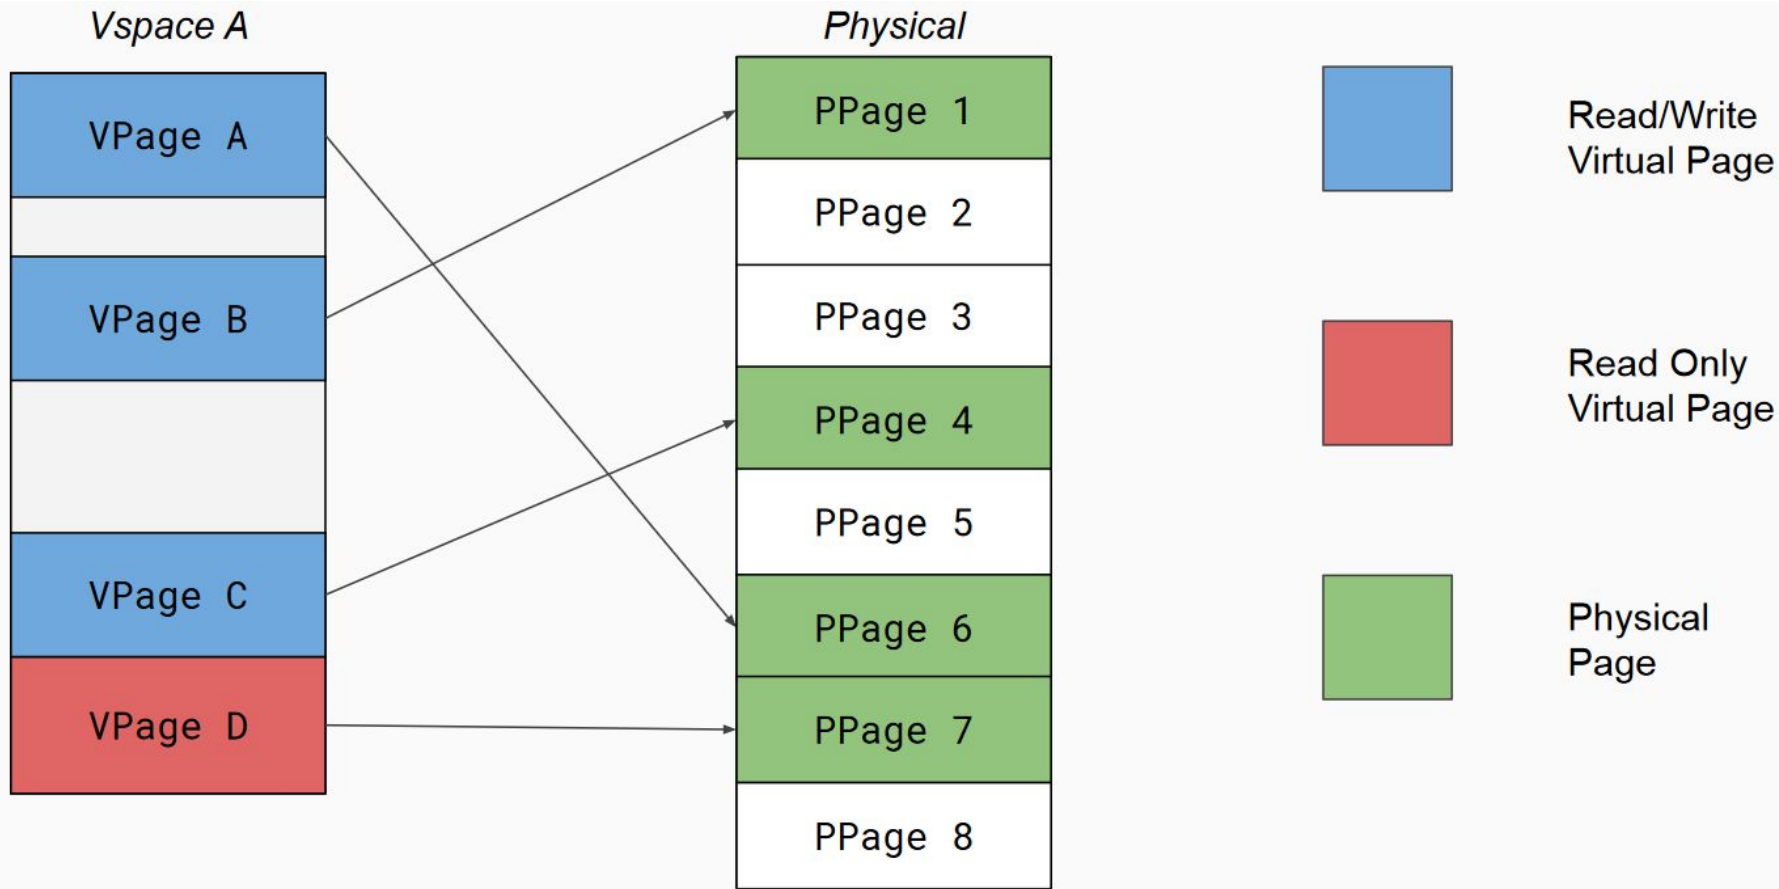 Vspace A
VPage A
VPage B
VPage C
VPage D
Physical
PPage 1
PPage 2
PPage 3
PPage 4
PPage 5
PPage 6
PPage 7
PPage 8
Read/Write
Virtual Page
Read Only
Virtual Page
Physical
Page